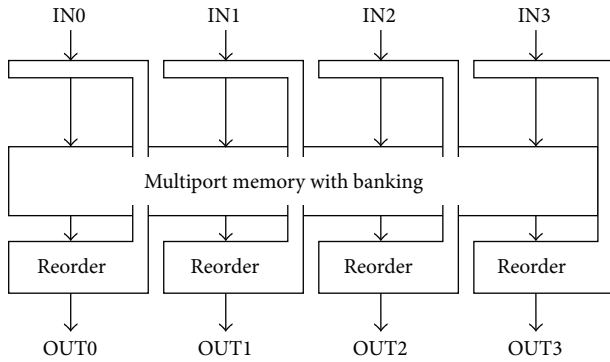 IN0 IN1 IN2 IN3
Multiport memory with banking
Reorder Reorder Reorder Reorder
OUT0 OUT1 OUT2 OUT3